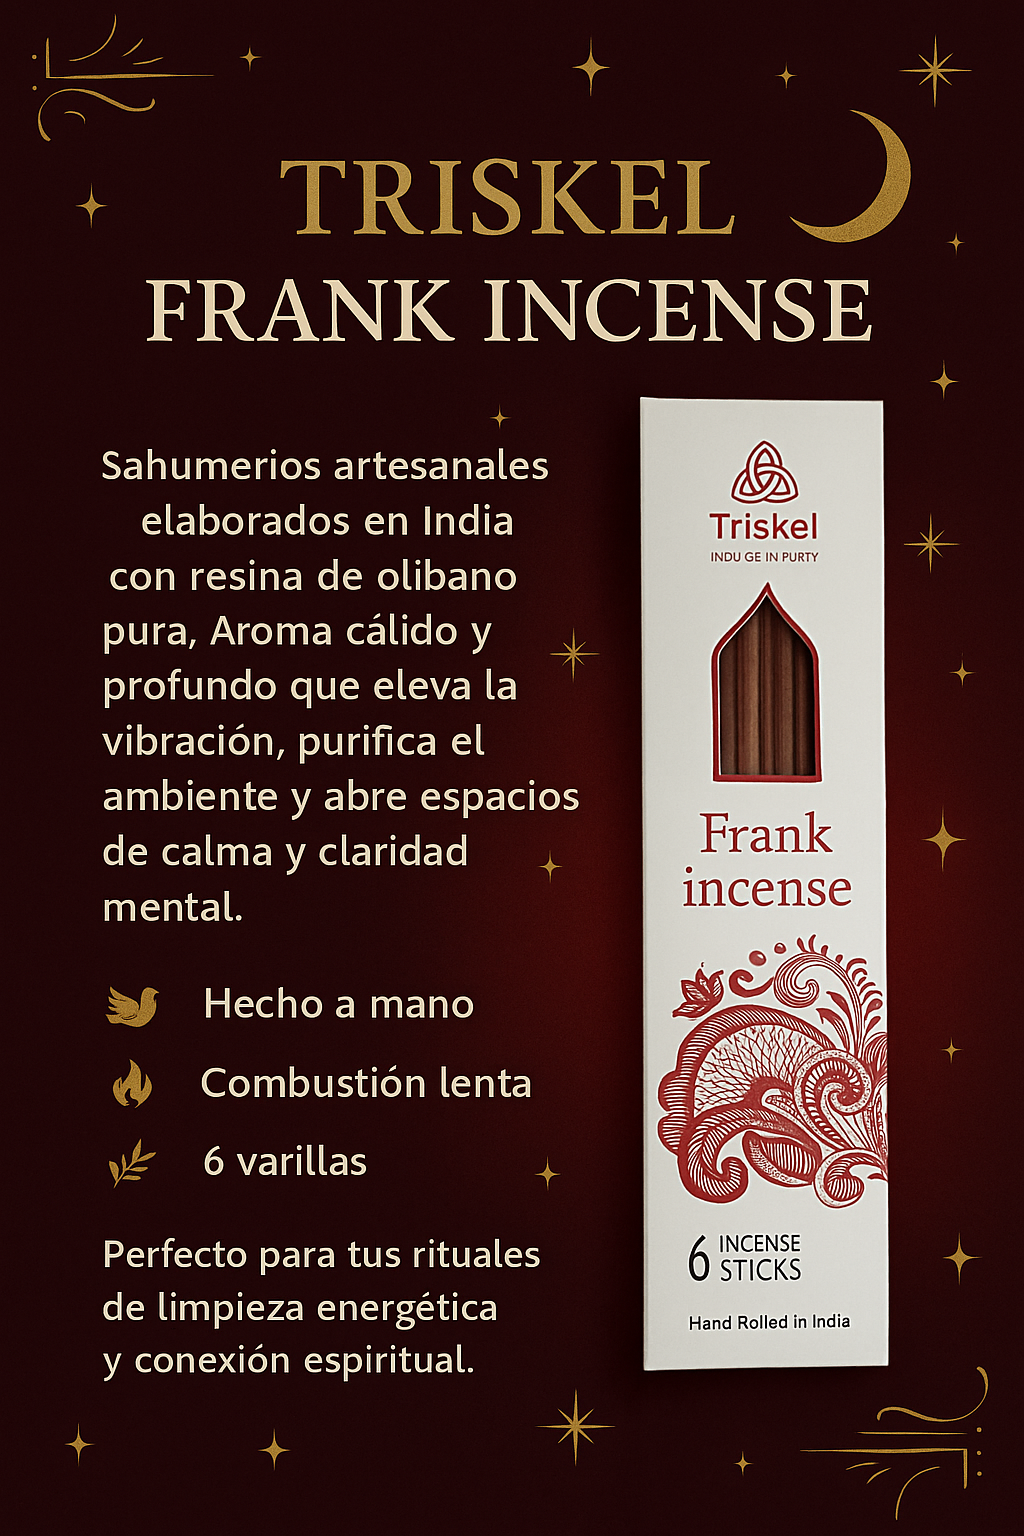 TRISKEL
FRANK INCENSE
Sahumerios artesanales
elaborados en India
con resina de olibano
pura, Aroma cálido y
profundo que eleva la
vibración, purifica el
ambiente y abre espacios
de calma y claridad
mental.
Hecho a mano
Combustión lenta
6 varillas
Perfecto para tus rituales
de limpieza energética
y conexión espiritual.
Triskel
INDU GE IN PURTY
Frank
incense
6 INCENSE
STICKS
Hand Rolled in India